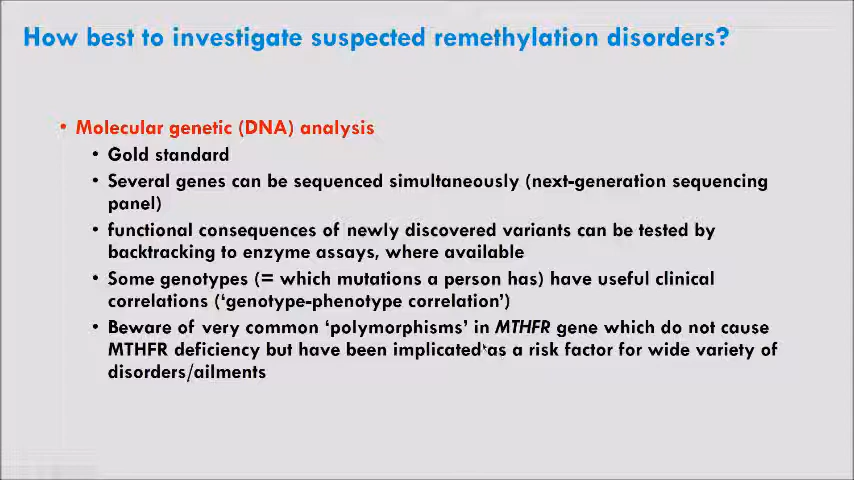 How best to investigate suspected remethylation disorders?
• Molecular genetic (DNA) analysis
• Gold standard
• Several genes can be sequenced simultaneously (next-generation sequencing
panel)
• functional consequences of newly discovered variants can be tested by
backtracking to enzyme assays, where available
• Some genotypes (= which mutations a person has) have useful clinical
correlations (‘genotype-phenotype correlation’)
• Beware of very common ‘polymorphisms’ in MTHFR gene which do not cause
MTHFR deficiency but have been implicated as a risk factor for wide variety of
disorders/ailments